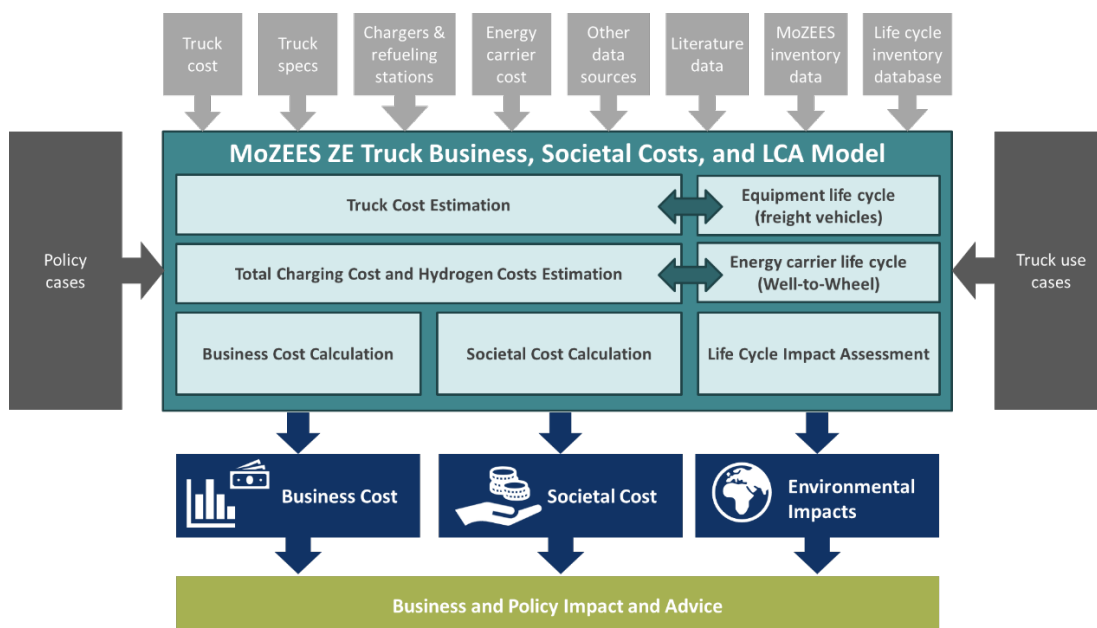 Truck
cost
Truck
specs
Chargers &
refueling
stations
Energy
carrier
cost
Other
data
sources
Literature
data
MoZEES
inventory
data
Life cycle
inventory
database
MoZEES ZE Truck Business, Societal Costs, and LCA Model
Policy
cases
Truck Cost Estimation
Equipment life cycle
(freight vehicles)
Total Charging Cost and Hydrogen Costs Estimation
Energy carrier life cycle
(Well-to-Wheel)
Truck use
cases
Business Cost Calculation
Societal Cost Calculation
Life Cycle Impact Assessment
Business Cost
Societal Cost
Environmental
Impacts
Business and Policy Impact and Advice